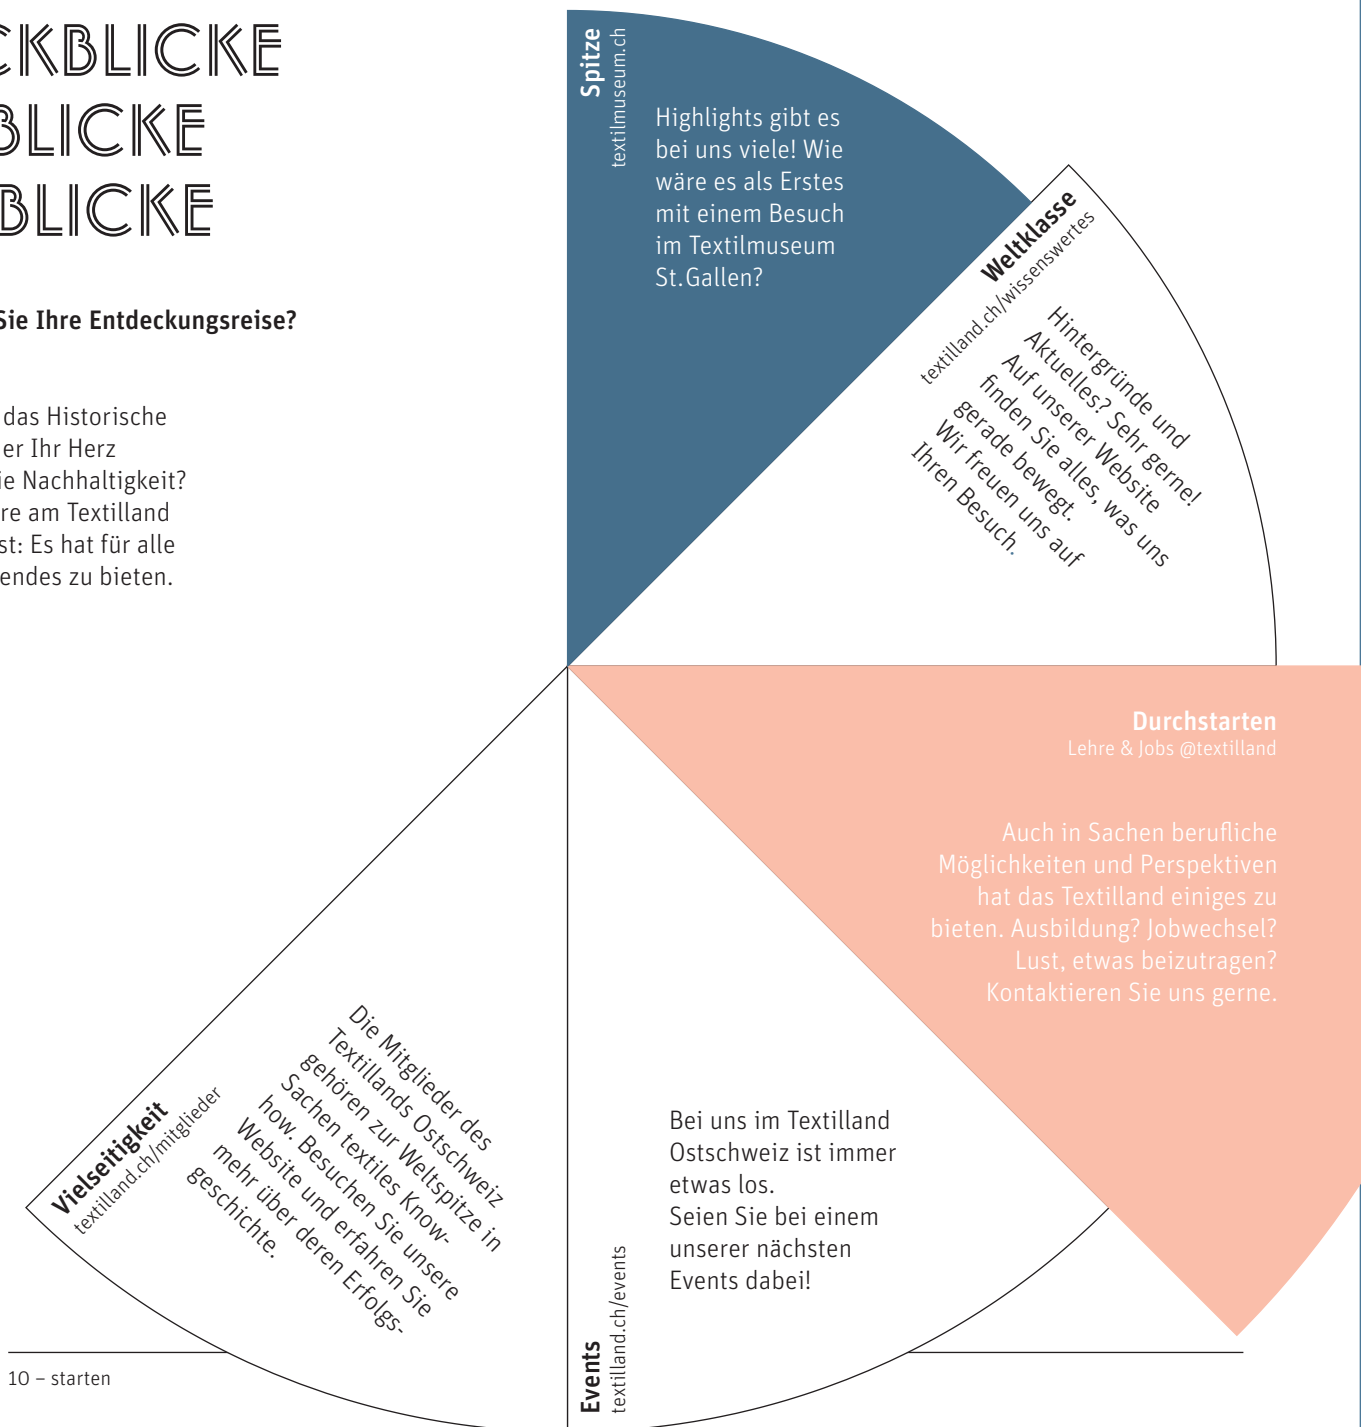 CKBLICKE
BLICKE
BLICKE
Sie Ihre Entdeckungsreise?
das Historische
er Ihr Herz
ie Nachhaltigkeit?
re am Textilland
st: Es hat für alle
endes zu bieten.
Spitze
textilmuseum.ch
Highlights gibt es
bei uns viele! Wie
wäre es als Erstes
mit einem Besuch
im Textilmuseum
St.Gallen?
Weltklasse
textilland.ch/wissenswertes
Hintergründe und
Aktuelles? Sehr gerne!
Auf unserer Website
finden Sie alles, was uns
gerade bewegt.
Wir freuen uns auf
Ihren Besuch.
Durchstarten
Lehre & Jobs @textilland
Auch in Sachen berufliche
Möglichkeiten und Perspektiven
hat das Textilland einiges zu
bieten. Ausbildung? Jobwechsel?
Lust, etwas beizutragen?
Kontaktieren Sie uns gerne.
Events
textilland.ch/events
Bei uns im Textilland
Ostschweiz ist immer
etwas los.
Seien Sie bei einem
unserer nächsten
Events dabei!
Vielseitigkeit
textilland.ch/mitglieder
Die Mitglieder des
Textillands Ostschweiz
gehören zur Weltspitze in
Sachen textiles Know-
how. Besuchen Sie unsere
Website und erfahren Sie
mehr über deren Erfolgs-
geschichte.
10 – starten